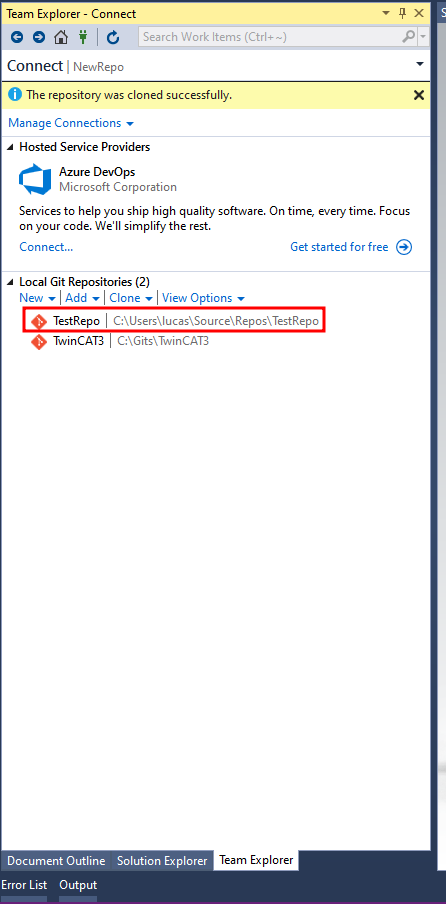 Team Explorer - Connect
Search Work Items (Ctrl+~)
Connect | NewRepo
The repository was cloned successfully.
Manage Connections
Hosted Service Providers
Azure DevOps
Microsoft Corporation
Services to help you ship high quality software. On time, every time. Focus
on your code. We'll simplify the rest.
Connect...
Get started for free
Local Git Repositories (2)
New | Add | Clone | View Options
TestRepo | C:\Users\lucas\Source\Repos\TestRepo
TwinCAT3 | C:\Gits\TwinCAT3
Document Outline Solution Explorer Team Explorer
Error List Output